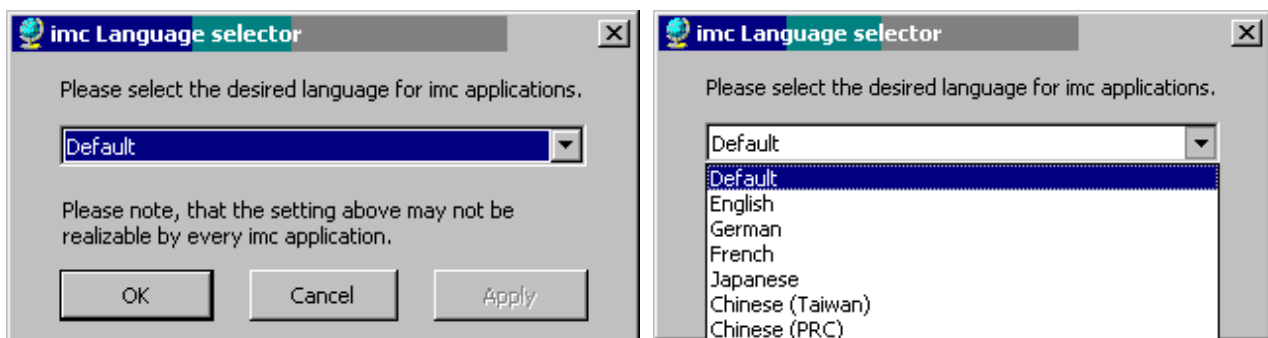 imc Language selector
Please select the desired language for imc applications.
Default
Please note, that the setting above may not be
realizable by every imc application.
OK
Cancel
Apply
imc Language selector
Please select the desired language for imc applications.
Default
Default
English
German
French
Japanese
Chinese (Taiwan)
Chinese (PRC)